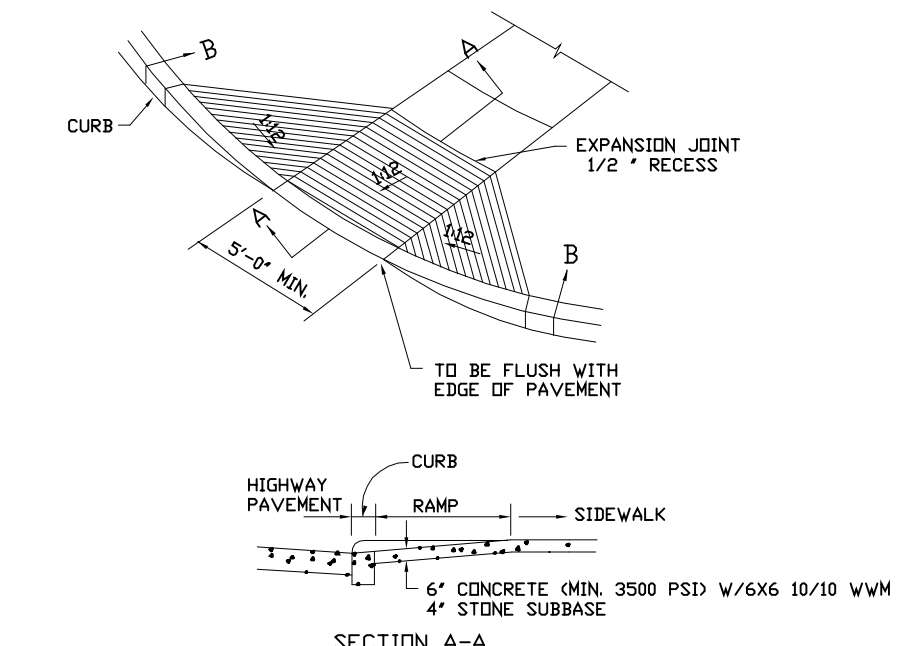 B
A
CURB
1:12
EXPANSION JOINT
1/2 " RECESS
1:12
A
1:12
5'-0" MIN.
B
TO BE FLUSH WITH
EDGE OF PAVEMENT
CURB
HIGHWAY
PAVEMENT
RAMP
SIDEWALK
6" CONCRETE (MIN. 3500 PSI) W/6X6 10/10 WWM
4" STONE SUBBASE
SECTION A-A